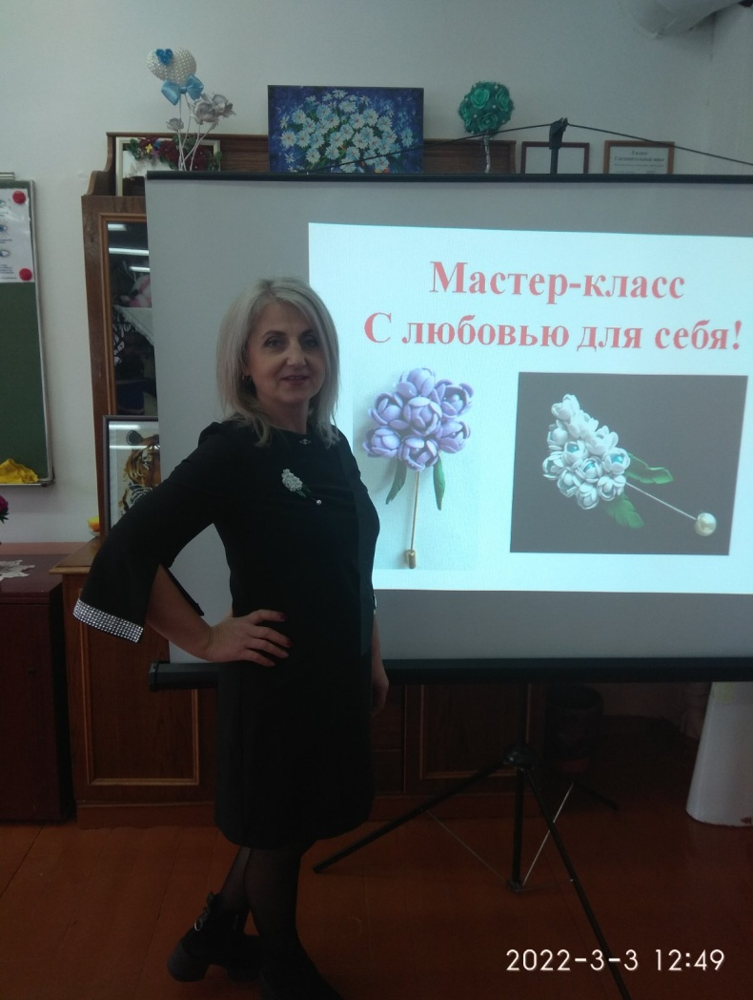 Мастер-класс
С любовью для себя!
2022-3-3 12:49